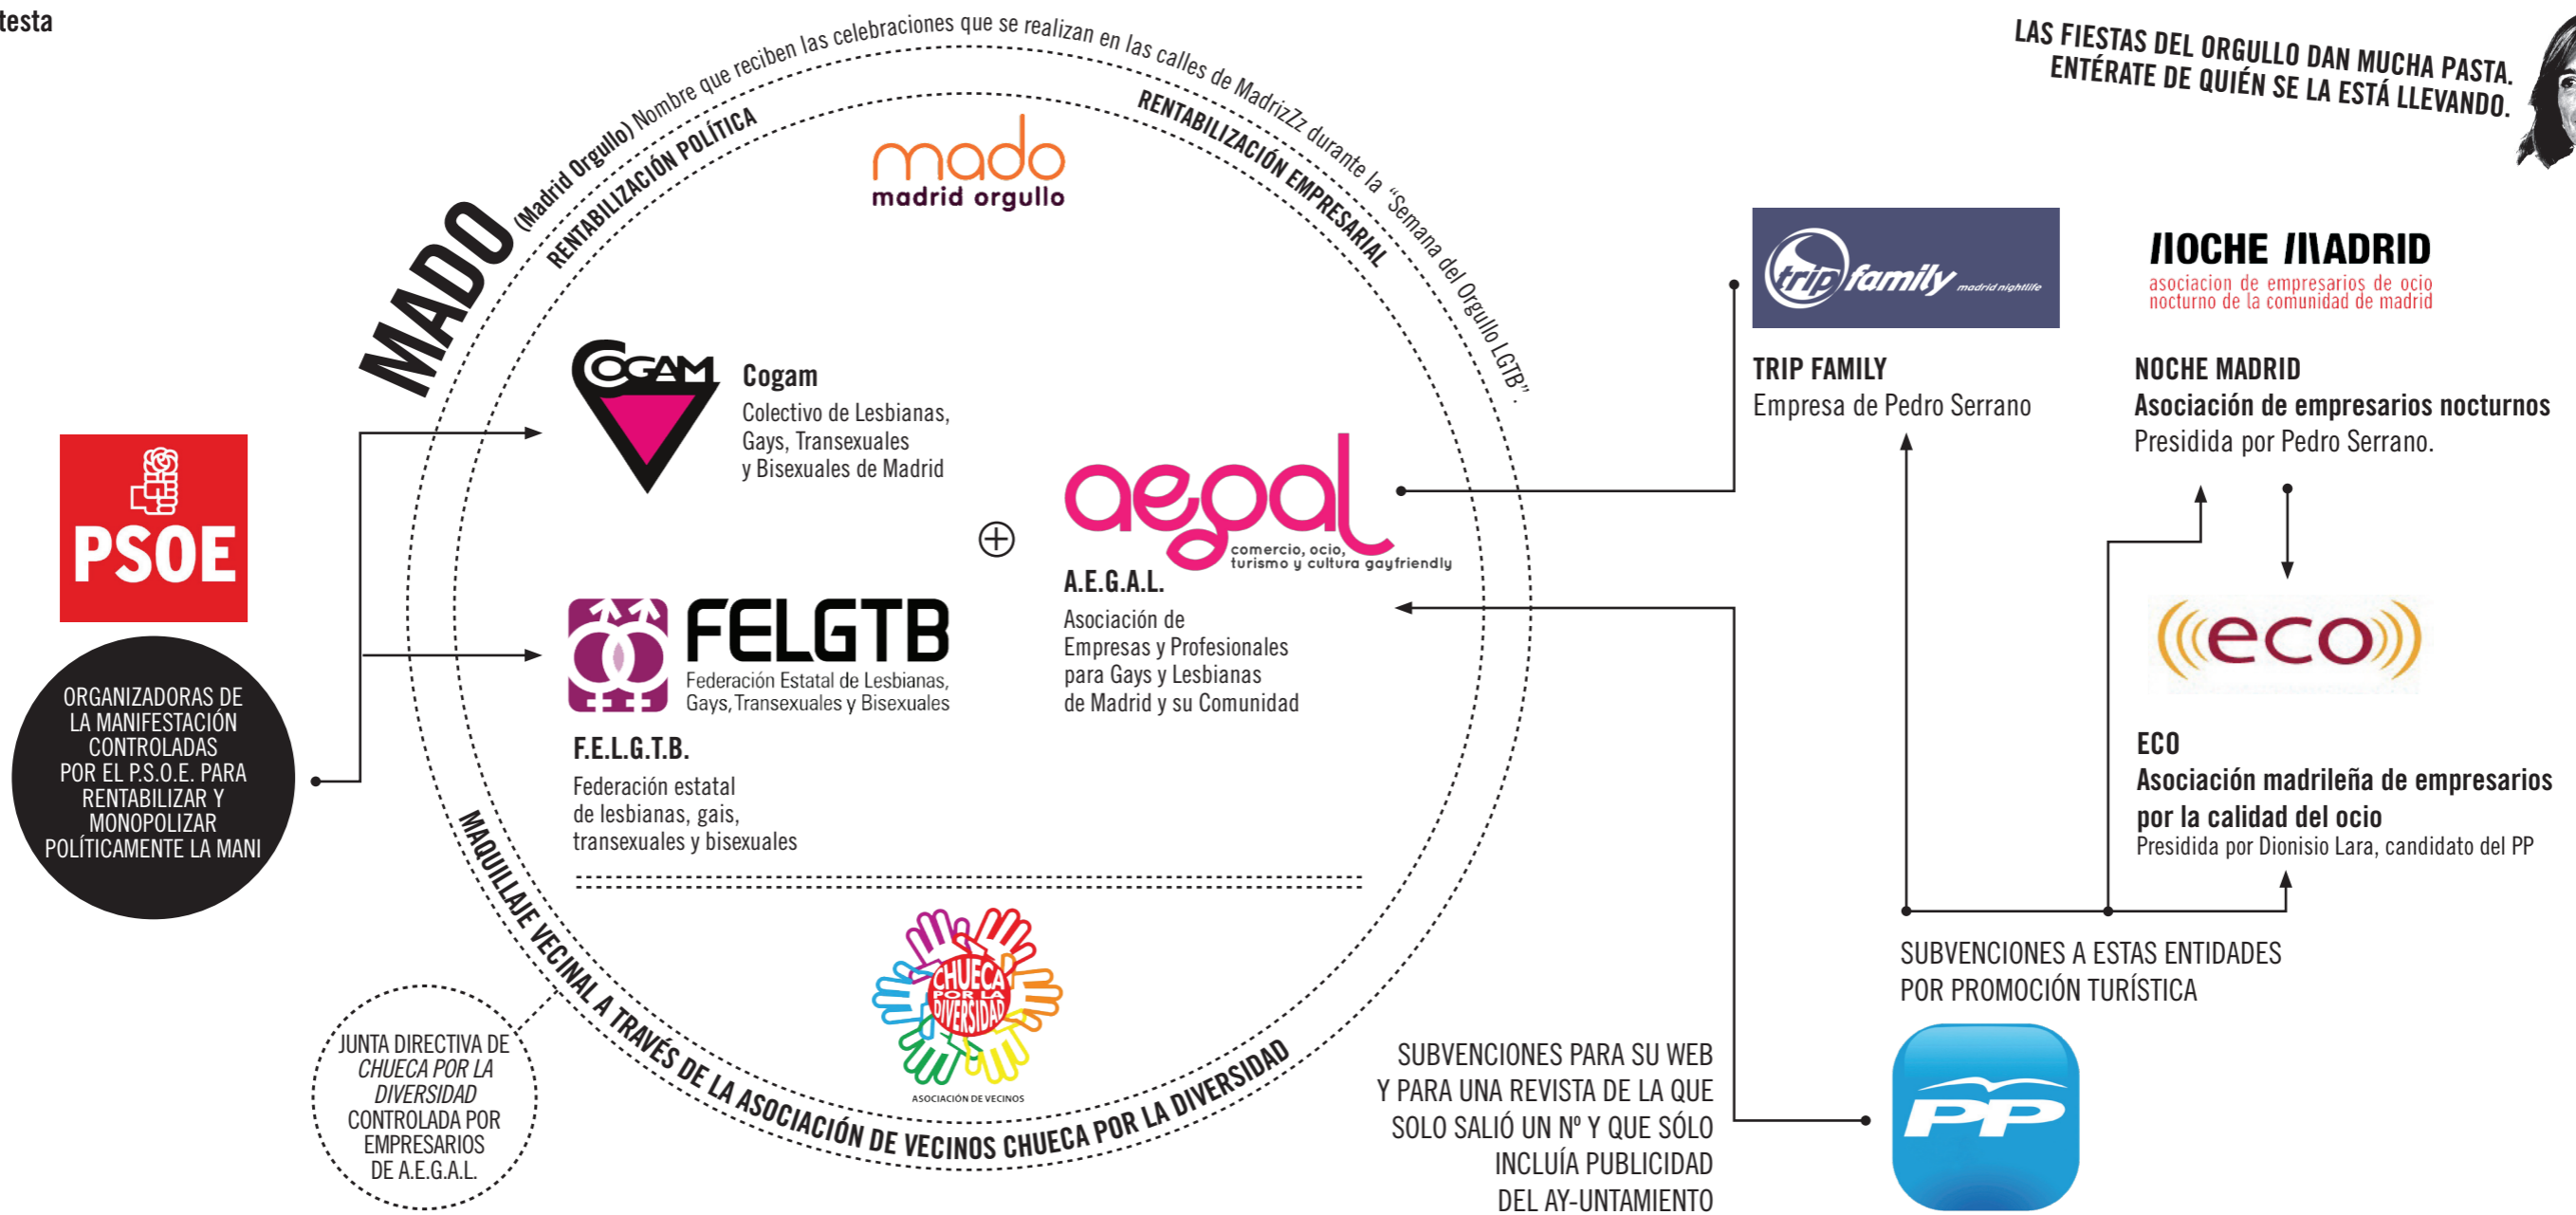 testa
LAS FIESTAS DEL ORGULLO DAN MUCHA PASTA.
ENTÉRATE DE QUIÉN SE LA ESTÁ LLEVANDO.
MADO (Madrid Orgullo) Nombre que reciben las celebraciones que se realizan en las calles de MadrizZz durante la “Semana del Orgullo LGTB”.
RENTABILIZACIÓN POLÍTICA
RENTABILIZACIÓN EMPRESARIAL
mado
madrid orgullo
COGAM
Cogam
Colectivo de Lesbianas,
Gays, Transexuales
y Bisexuales de Madrid
PSOE
ORGANIZADORAS DE
LA MANIFESTACIÓN
CONTROLADAS
POR EL P.S.O.E. PARA
RENTABILIZAR Y
MONOPOLIZAR
POLÍTICAMENTE LA MANI
FELGTB
Federación Estatal de Lesbianas,
Gays, Transexuales y Bisexuales
F.E.L.G.T.B.
Federación estatal
de lesbianas, gais,
transexuales y bisexuales
aegal
comercio, ocio,
turismo y cultura gayfriendly
A.E.G.A.L.
Asociación de
Empresas y Profesionales
para Gays y Lesbianas
de Madrid y su Comunidad
trip family madrid nightlife
TRIP FAMILY
Empresa de Pedro Serrano
NOCHE MADRID
asociacion de empresarios de ocio
nocturno de la comunidad de madrid
NOCHE MADRID
Asociación de empresarios nocturnos
Presidida por Pedro Serrano.
eco
ECO
Asociación madrileña de empresarios
por la calidad del ocio
Presidida por Dionisio Lara, candidato del PP
SUBVENCIONES A ESTAS ENTIDADES
POR PROMOCIÓN TURÍSTICA
PP
SUBVENCIONES PARA SU WEB
Y PARA UNA REVISTA DE LA QUE
SOLO SALIÓ UN Nº Y QUE SÓLO
INCLUÍA PUBLICIDAD
DEL AY-UNTAMIENTO
CHUECA
POR LA
DIVERSIDAD
ASOCIACIÓN DE VECINOS
MAQUILLAJE VECINAL A TRAVÉS DE LA ASOCIACIÓN DE VECINOS CHUECA POR LA DIVERSIDAD
JUNTA DIRECTIVA DE
CHUECA POR LA
DIVERSIDAD
CONTROLADA POR
EMPRESARIOS
DE A.E.G.A.L.